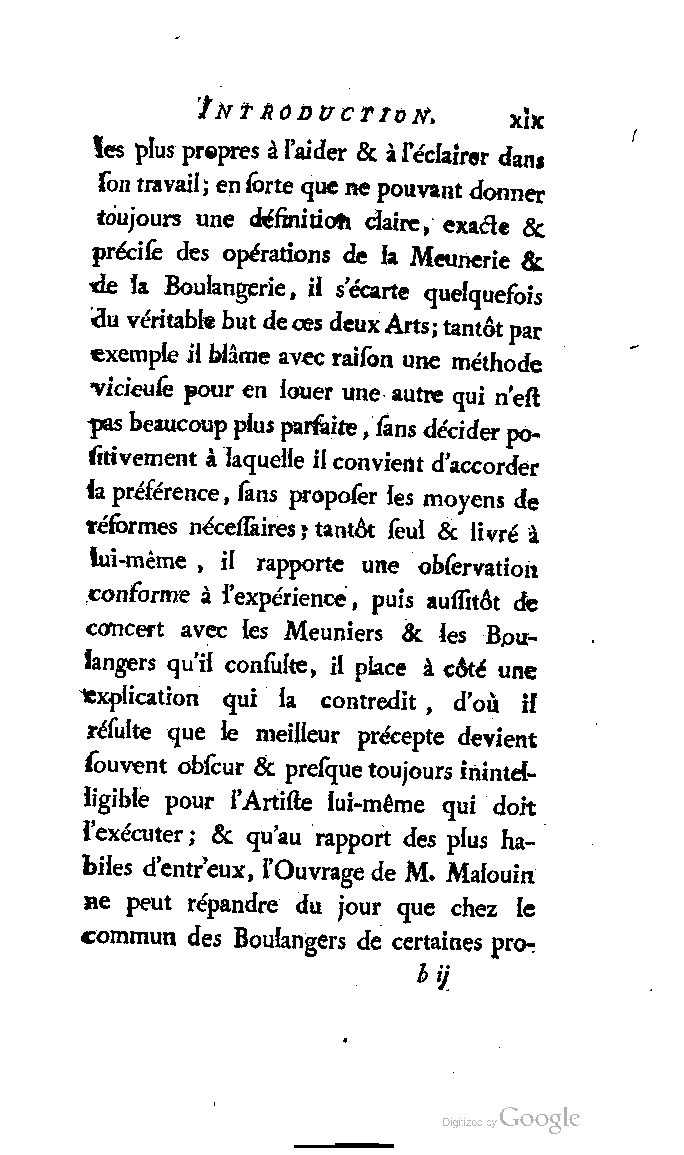 INTRODUCTION. xix
les plus propres à l'aider & à l'éclairer dans
ſon travail; en ſorte que ne pouvant donner
toujours une définition claire, exacte &
préciſe des opérations de la Meunerie &
de la Boulangerie, il s'écarte quelquefois
du véritable but de ces deux Arts; tantôt par
exemple il blâme avec raiſon une méthode
vicieuſe pour en louer une autre qui n'eſt
pas beaucoup plus parfaite, ſans décider po-
ſitivement à laquelle il convient d'accorder
la préférence, ſans propoſer les moyens de
réformes néceſſaires; tantôt ſeul & livré à
lui-même, il rapporte une obſervation
conforme à l'expérience, puis auſſitôt de
concert avec les Meuniers & les Bou-
langers qu'il conſulte, il place à côté une
explication qui la contredit, d'où il
réſulte que le meilleur précepte devient
ſouvent obſcur & preſque toujours inintel-
ligible pour l'Artiſte lui-même qui doit
l'exécuter; & qu'au rapport des plus ha-
biles d'entr'eux, l'Ouvrage de M. Malouin
ne peut répandre du jour que chez le
commun des Boulangers de certaines pro-
b ij
Digitized by Google